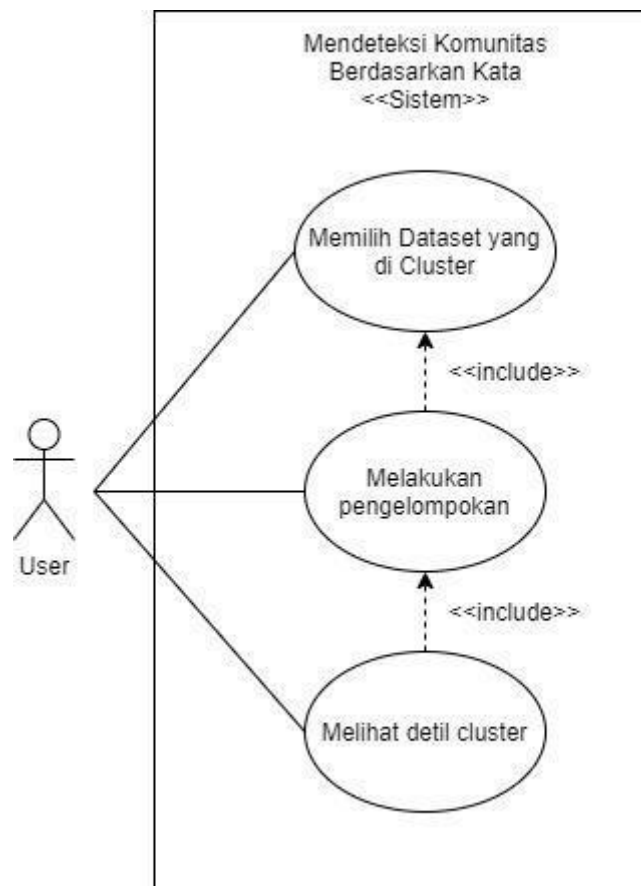 Mendeteksi Komunitas
Berdasarkan Kata
<<Sistem>>
Memilih Dataset yang
di Cluster
<<include>>
Melakukan
pengelompokan
<<include>>
Melihat detil cluster
User